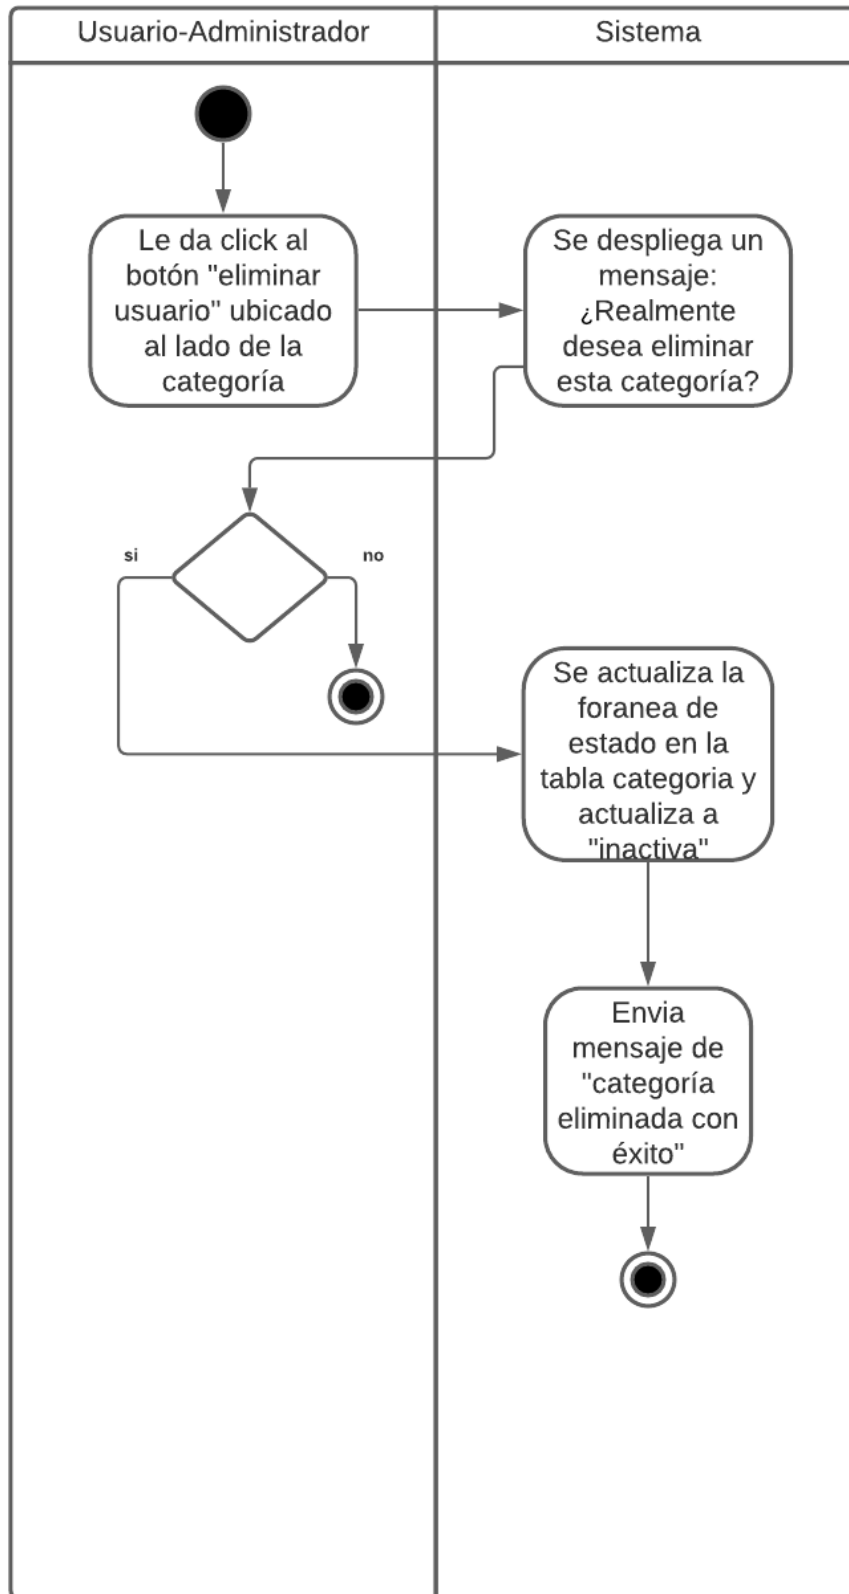 Usuario-Administrador
Sistema
Le da click al
botón "eliminar
usuario" ubicado
al lado de la
categoría
Se despliega un
mensaje:
¿Realmente
desea eliminar
esta categoría?
si
no
Se actualiza la
foranea de
estado en la
tabla categoria y
actualiza a
"inactiva"
Envia
mensaje de
"categoría
eliminada con
éxito"